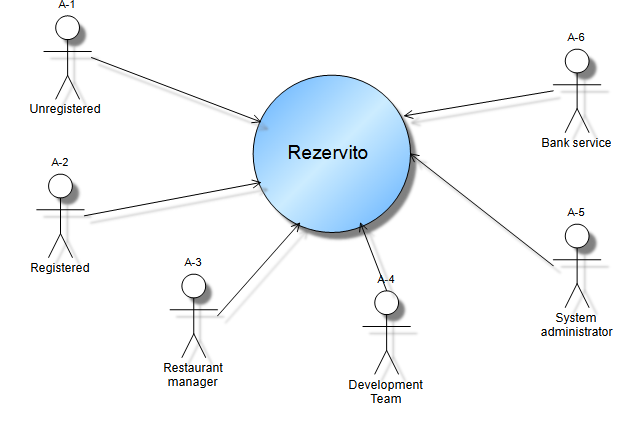 A-1
Unregistered
A-6
Bank service
Rezervito
A-2
Registered
A-5
System
administrator
A-3
Restaurant
manager
A-4
Development
Team